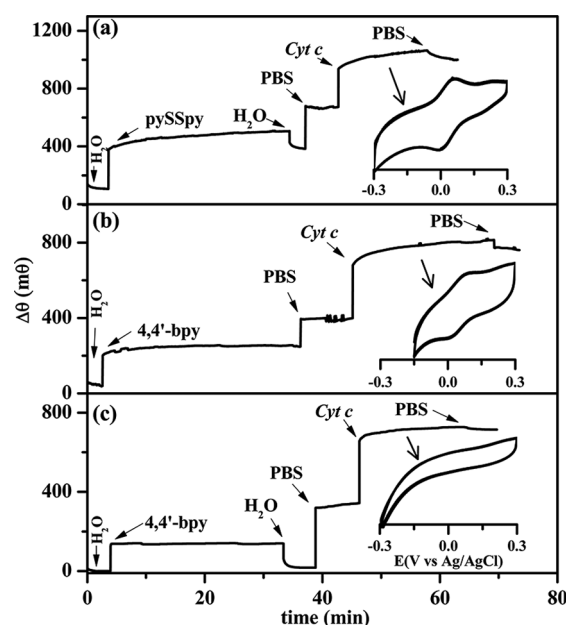 (a)
1200
800
400
0
H₂O
pySSpy
H₂O
PBS
Cyt c
PBS
-0.3 0.0 0.3
(b)
800
400
0
H₂O
4,4'-bpy
PBS
Cyt c
PBS
-0.3 0.0 0.3
Δθ (mθ)
(c)
800
400
0
H₂O
4,4'-bpy
H₂O
PBS
Cyt c
PBS
-0.3 0.0 0.3
E(V vs Ag/AgCl)
0 20 40 60 80
time (min)